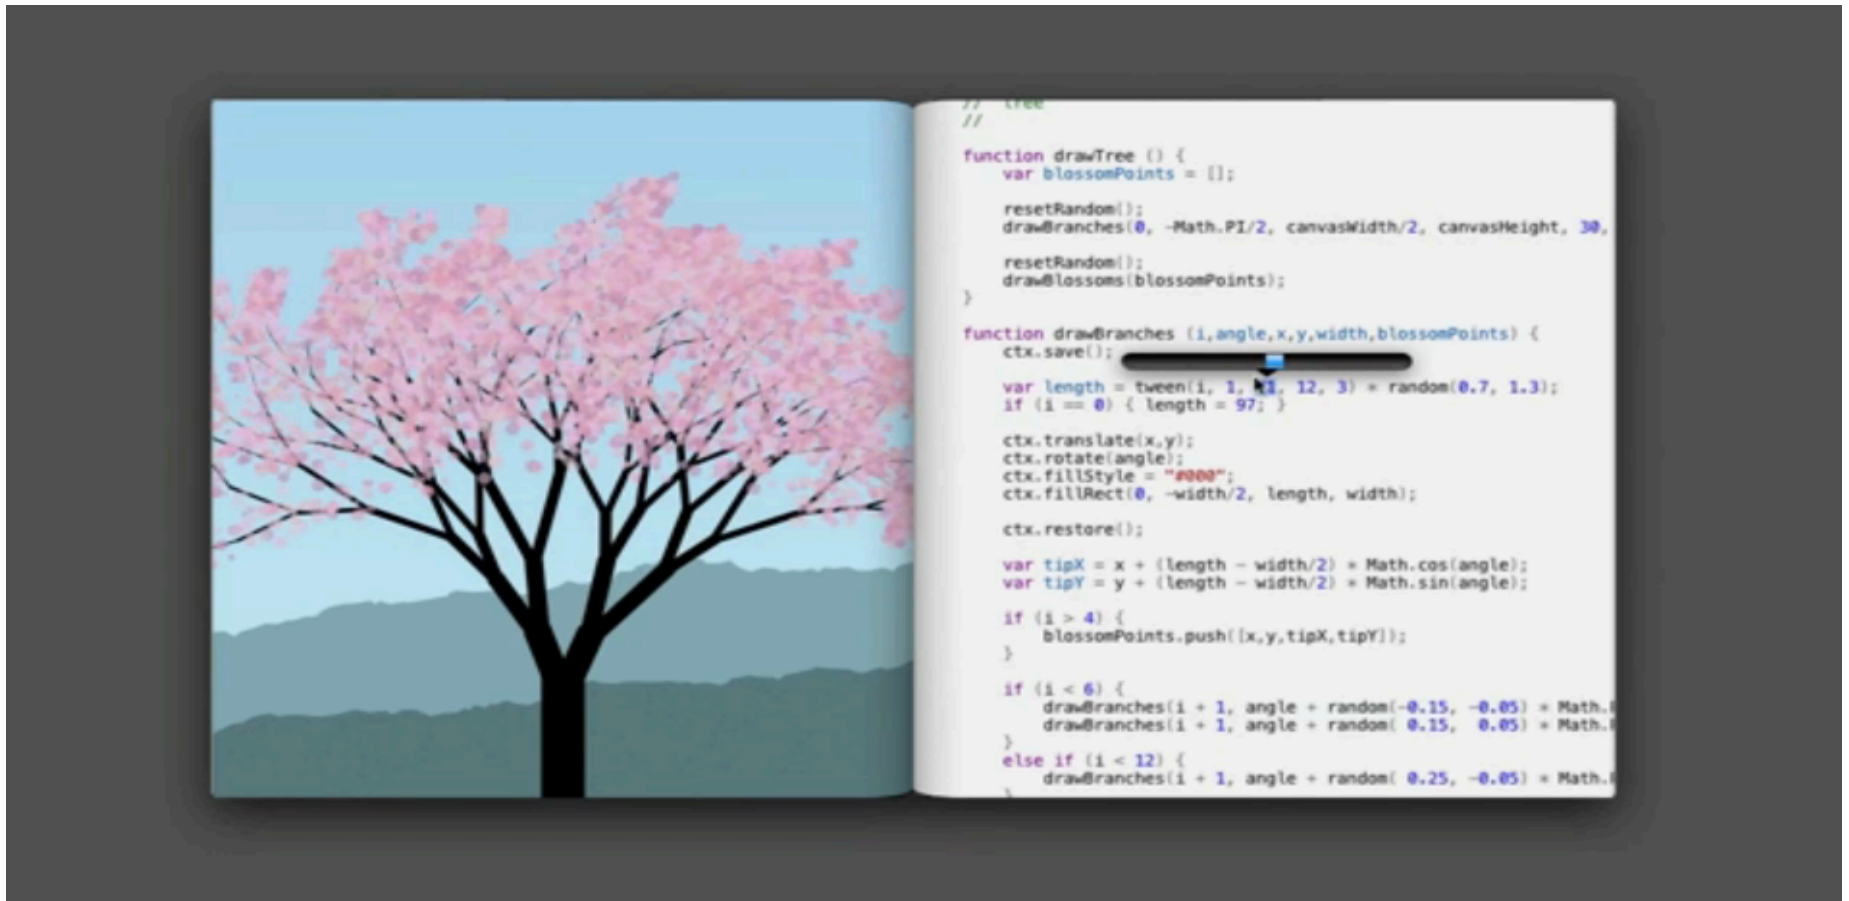 // tree
//
function drawTree () {
var blossomPoints = [];
resetRandom();
drawBranches(0, -Math.PI/2, canvasWidth/2, canvasHeight, 30,
resetRandom();
drawBlossoms(blossomPoints);
}
function drawBranches (i,angle,x,y,width,blossomPoints) {
ctx.save();
var length = tween(i, 1, 12, 3) * random(0.7, 1.3);
if (i == 0) { length = 97; }
ctx.translate(x,y);
ctx.rotate(angle);
ctx.fillStyle = "#000";
ctx.fillRect(0, -width/2, length, width);
ctx.restore();
var tipX = x + (length - width/2) * Math.cos(angle);
var tipY = y + (length - width/2) * Math.sin(angle);
if (i > 4) {
blossomPoints.push([x,y,tipX,tipY]);
}
if (i < 6) {
drawBranches(i + 1, angle + random(-0.15, -0.05) * Math.
drawBranches(i + 1, angle + random( 0.15, 0.05) * Math.
}
else if (i < 12) {
drawBranches(i + 1, angle + random( 0.25, -0.05) * Math.